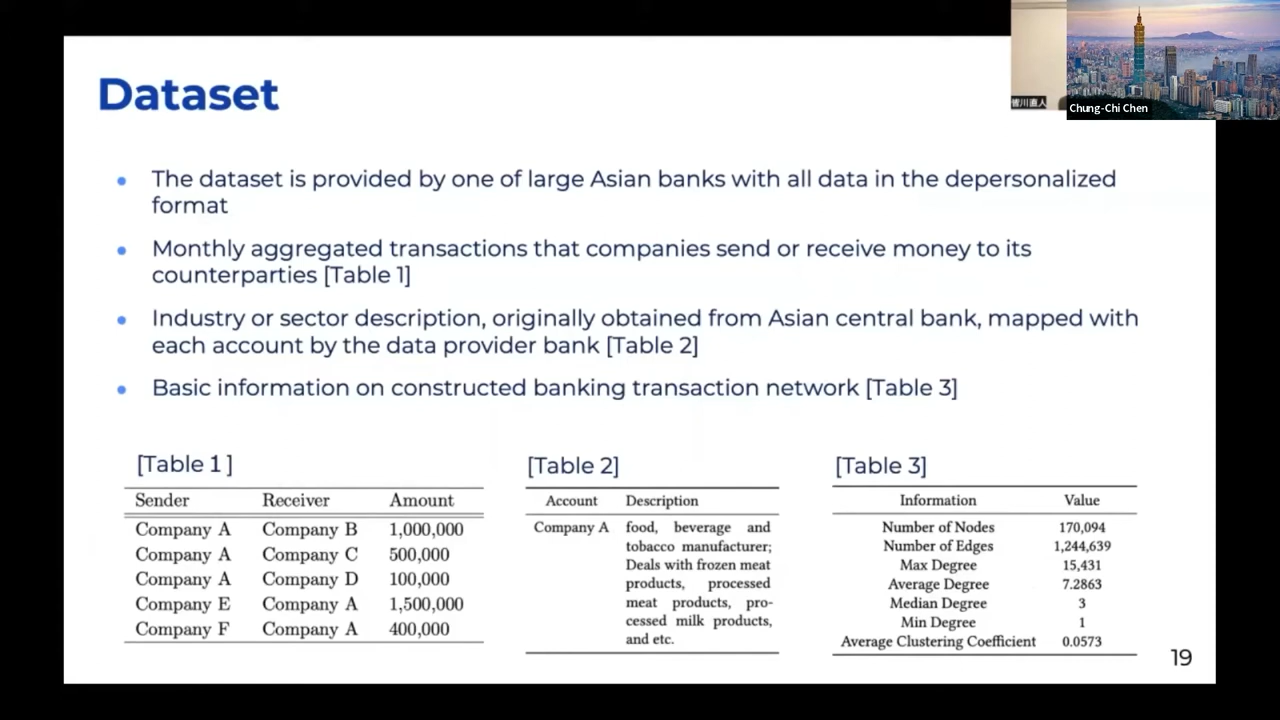 Dataset
Chung-Chi Chen
皆川直人
• The dataset is provided by one of large Asian banks with all data in the depersonalized
format
• Monthly aggregated transactions that companies send or receive money to its
counterparties [Table 1]
• Industry or sector description, originally obtained from Asian central bank, mapped with
each account by the data provider bank [Table 2]
• Basic information on constructed banking transaction network [Table 3]
[Table 1]
Sender Receiver Amount
Company A Company B 1,000,000
Company A Company C 500,000
Company A Company D 100,000
Company E Company A 1,500,000
Company F Company A 400,000
[Table 2]
Account Description
Company A food, beverage and
tobacco manufacturer;
Deals with frozen meat
products, processed
meat products, pro-
cessed milk products,
and etc.
[Table 3]
Information Value
Number of Nodes 170,094
Number of Edges 1,244,639
Max Degree 15,431
Average Degree 7.2863
Median Degree 3
Min Degree 1
Average Clustering Coefficient 0.0573
19